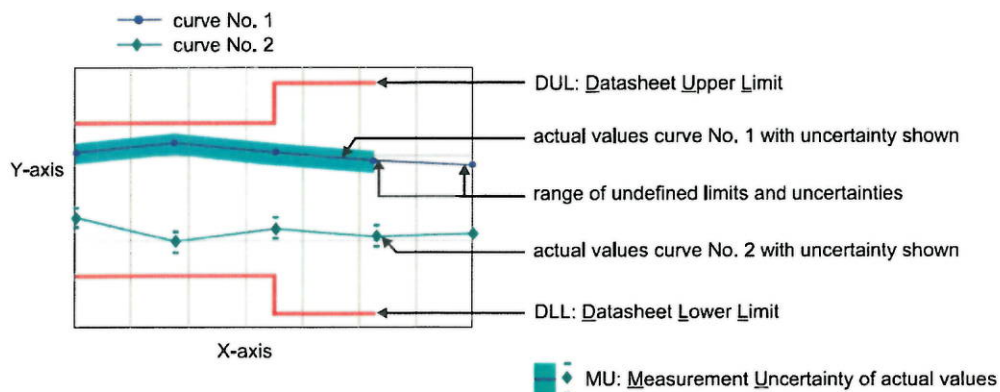 curve No. 1
curve No. 2
DUL: Datasheet Upper Limit
actual values curve No. 1 with uncertainty shown
Y-axis
range of undefined limits and uncertainties
actual values curve No. 2 with uncertainty shown
DLL: Datasheet Lower Limit
X-axis
MU: Measurement Uncertainty of actual values